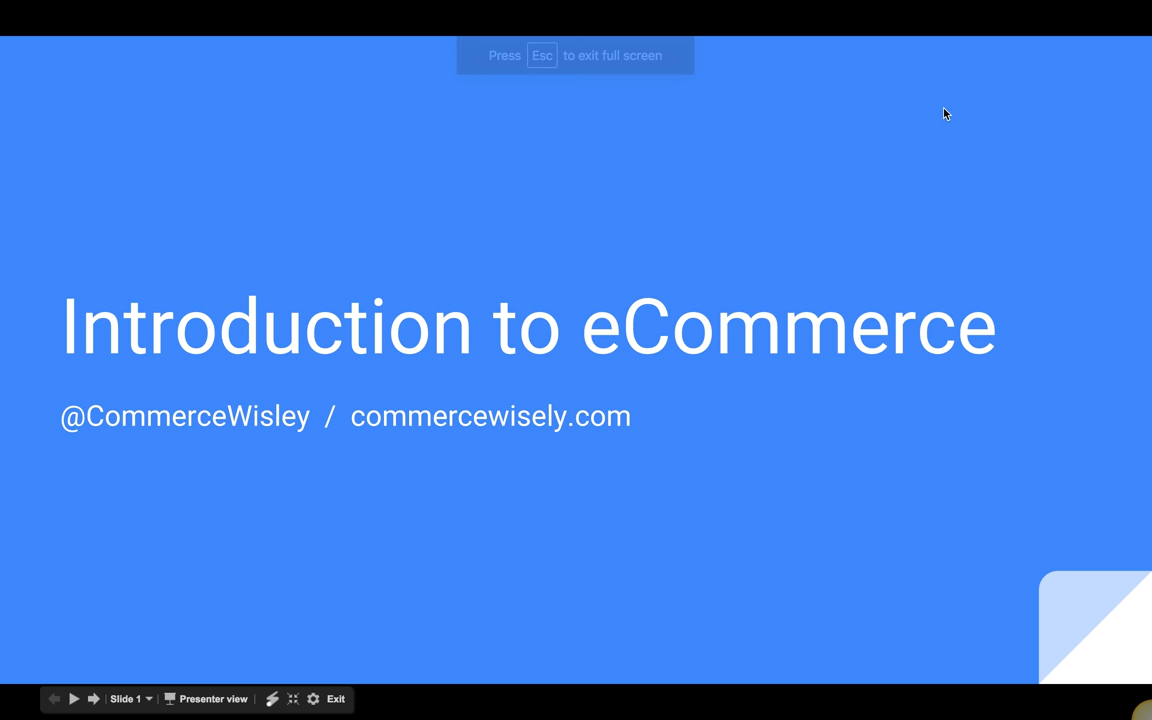 Press Esc to exit full screen
Introduction to eCommerce
@CommerceWisley / commercewisely.com
Slide 1 Presenter view Exit